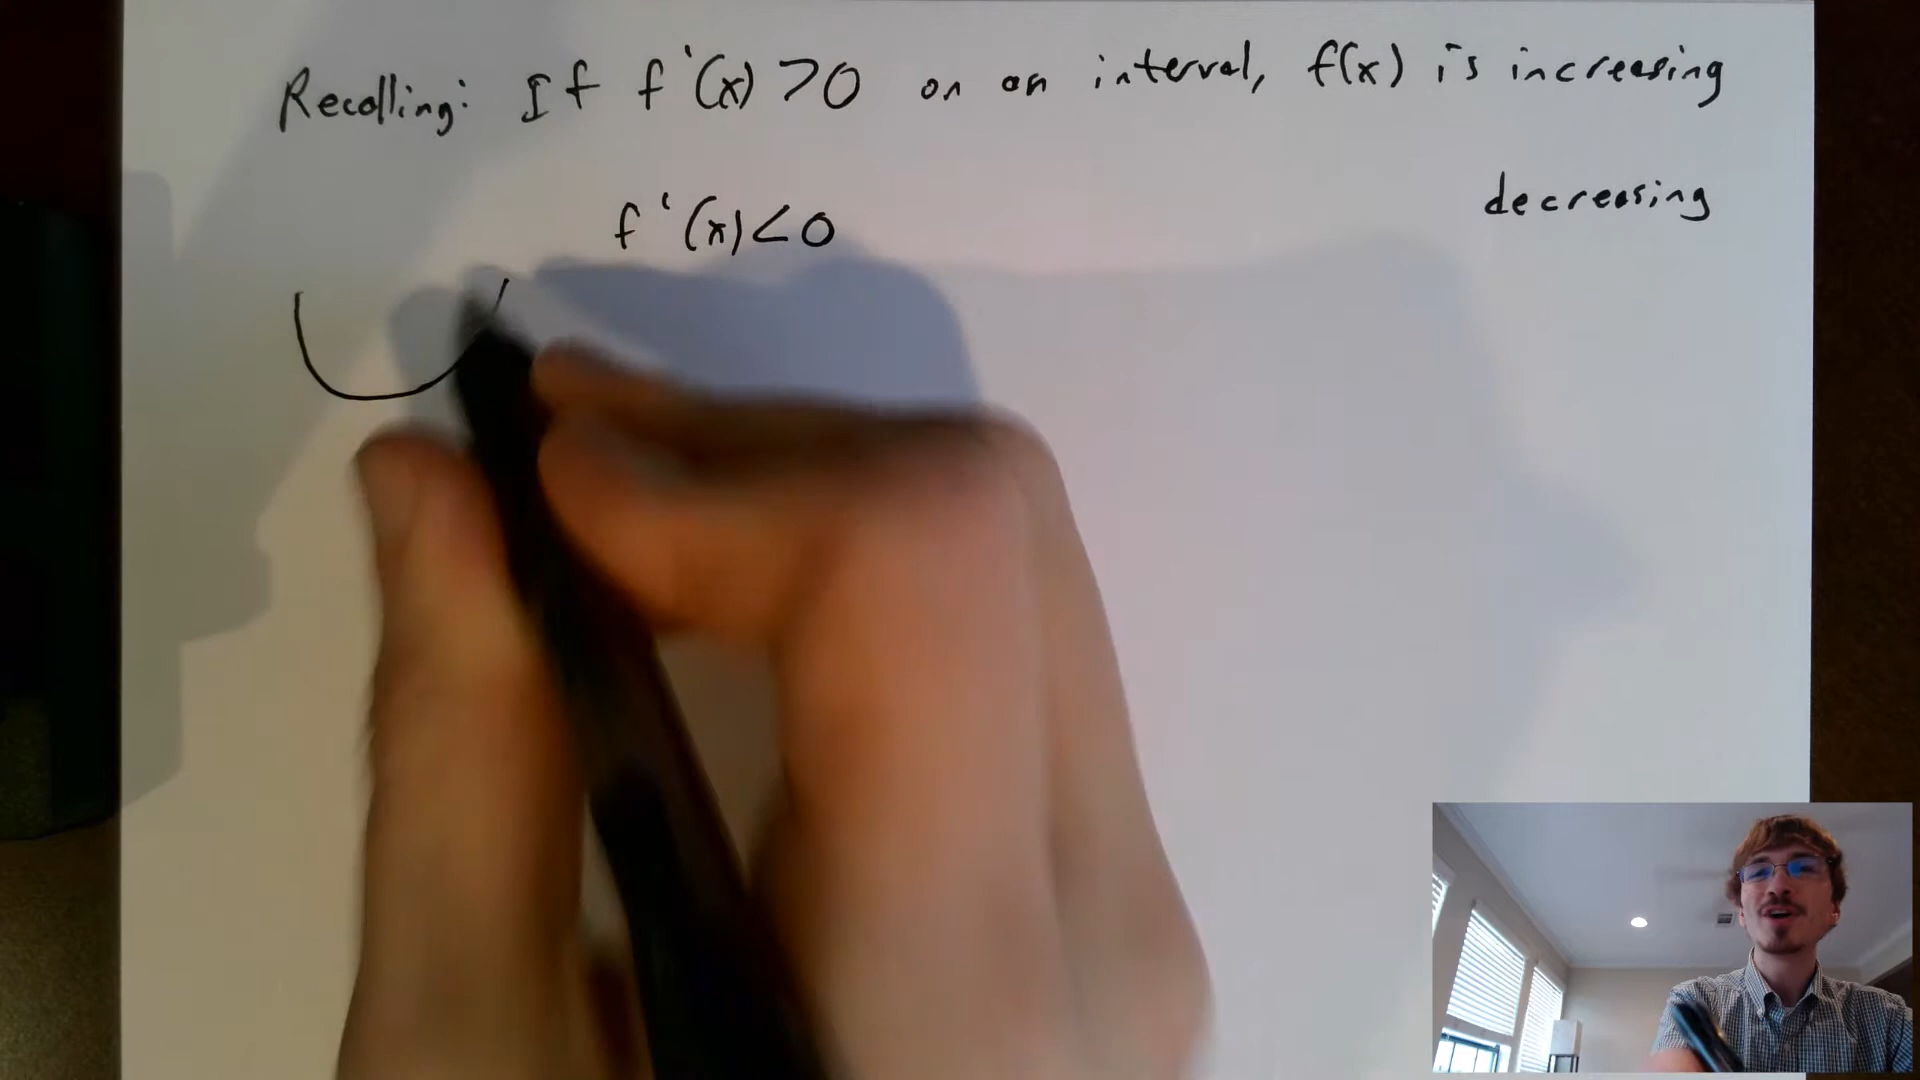 Recalling: If f'(x) >0 on an interval, f(x) is increasing
f'(x)<0 decreasing